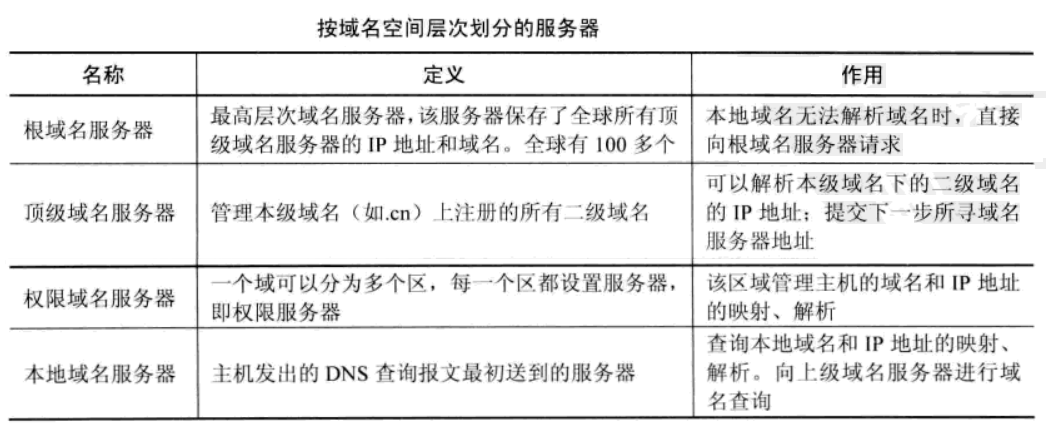 按域名空间层次划分的服务器
名称 定义 作用
根域名服务器
最高层次域名服务器，该服务器保存了全球所有顶
级域名服务器的 IP 地址和域名。全球有 100 多个
本地域名无法解析域名时，直接
向根域名服务器请求
顶级域名服务器
管理本级域名（如.cn）上注册的所有二级域名
可以解析本级域名下的二级域名
的 IP 地址；提交下一步所寻域名
服务器地址
权限域名服务器
一个域可以分为多个区，每一个区都设置服务器，
即权限服务器
该区域管理主机的域名和 IP 地址
的映射、解析
本地域名服务器
主机发出的 DNS 查询报文最初送到的服务器
查询本地域名和 IP 地址的映射、
解析。向上级域名服务器进行域
名查询